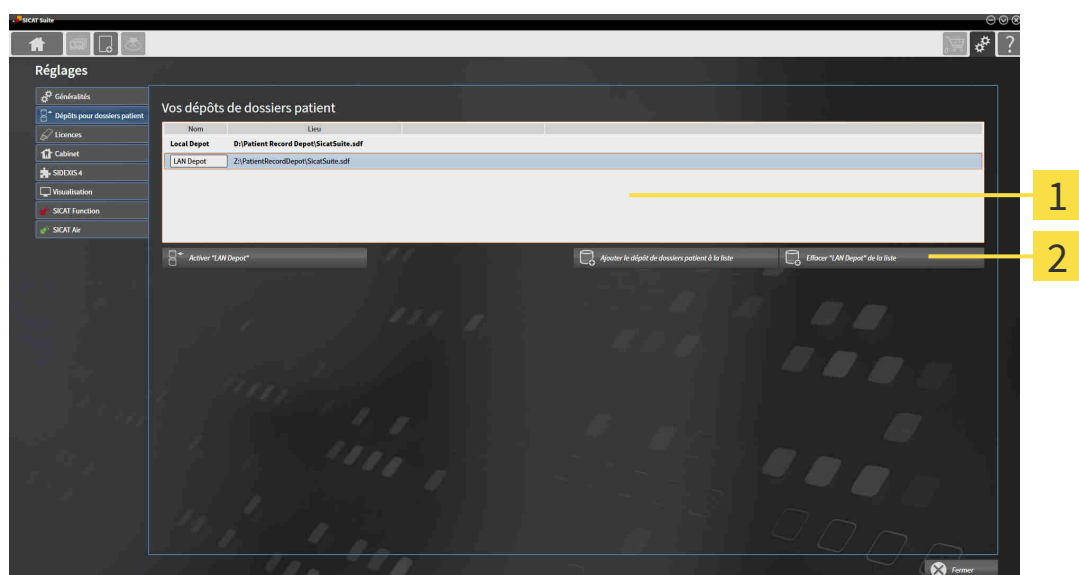 SICAT Suite
?
Réglages
Généralités
Dépôts pour dossiers patient
Licences
Cabinet
SIDEXIS 4
Visualisation
SICAT Function
SICAT Air
Vos dépôts de dossiers patient
Nom Lieu
Local Depot D:\Patient Record Depot\SicatSuite.sdf
LAN Depot Z:\PatientRecordDepot\SicatSuite.sdf
1
Activer "LAN Depot" Ajouter le dépôt de dossiers patient à la liste Effacer "LAN Depot" de la liste
2
Fermer